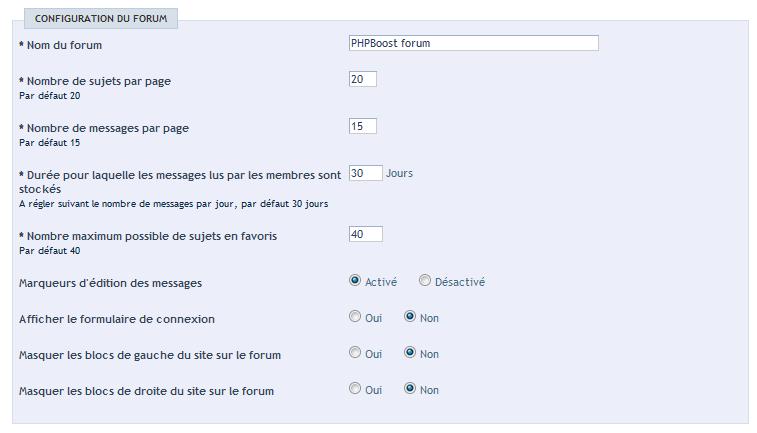 CONFIGURATION DU FORUM
* Nom du forum PHPBoost forum
* Nombre de sujets par page 20
Par défaut 20
* Nombre de messages par page 15
Par défaut 15
* Durée pour laquelle les messages lus par les membres sont 30 Jours
stockés
A régler suivant le nombre de messages par jour, par défaut 30 jours
* Nombre maximum possible de sujets en favoris 40
Par défaut 40
Marqueurs d'édition des messages Activé Désactivé
Afficher le formulaire de connexion Oui Non
Masquer les blocs de gauche du site sur le forum Oui Non
Masquer les blocs de droite du site sur le forum Oui Non